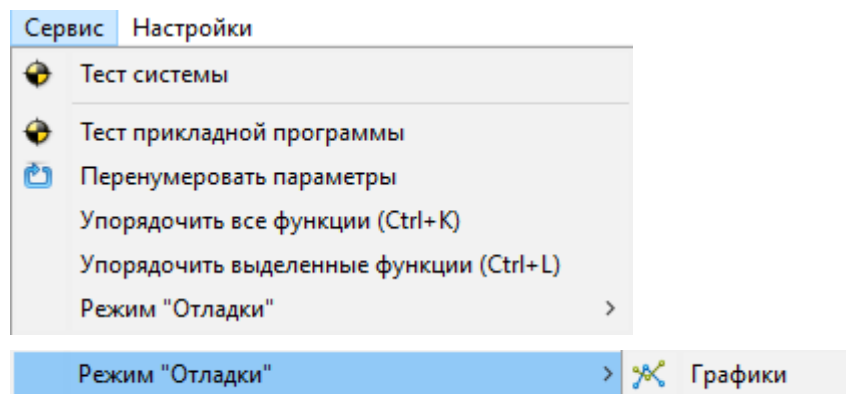 Сервис Настройки
Тест системы
Тест прикладной программы
Перенумеровать параметры
Упорядочить все функции (Ctrl+K)
Упорядочить выделенные функции (Ctrl+L)
Режим "Отладки" >
Режим "Отладки" > Графики